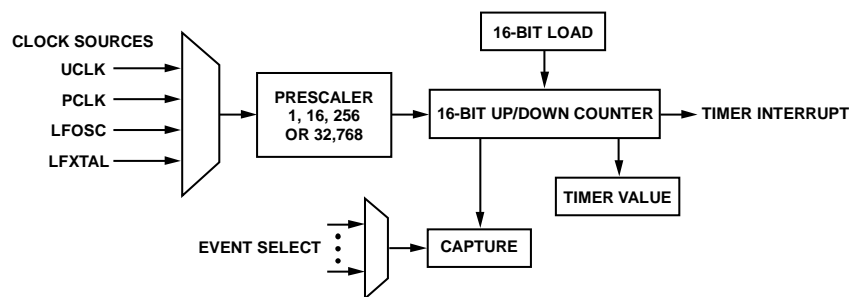 16-BIT LOAD
CLOCK SOURCES
UCLK
PCLK
LFOSC
LFXTAL
PRESCALER
1, 16, 256
OR 32,768
16-BIT UP/DOWN COUNTER
TIMER INTERRUPT
TIMER VALUE
EVENT SELECT
CAPTURE